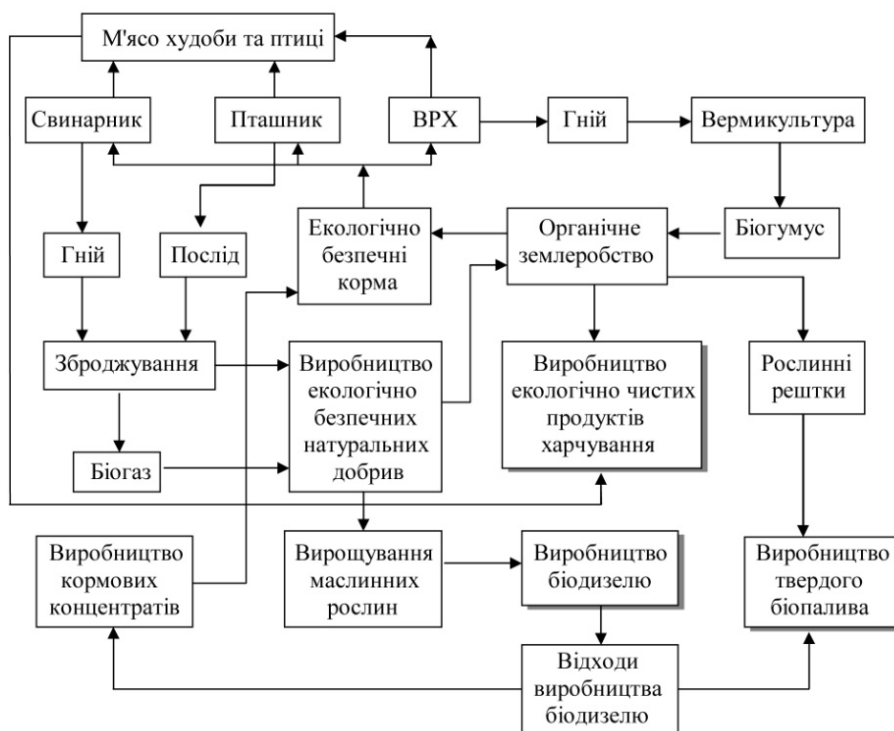 М'ясо худоби та птиці
Свинарник
Пташник
ВРХ
Гній
Вермикультура
Гній
Послід
Екологічно
безпечні
корма
Органічне
землеробство
Біогумус
Зброджування
Виробництво
екологічно
безпечних
натуральних
добрив
Виробництво
екологічно чистих
продуктів
харчування
Рослинні
рештки
Біогаз
Виробництво
кормових
концентратів
Вирощування
маслинних
рослин
Виробництво
біодизелю
Виробництво
твердого
біопалива
Відходи
виробництва
біодизелю